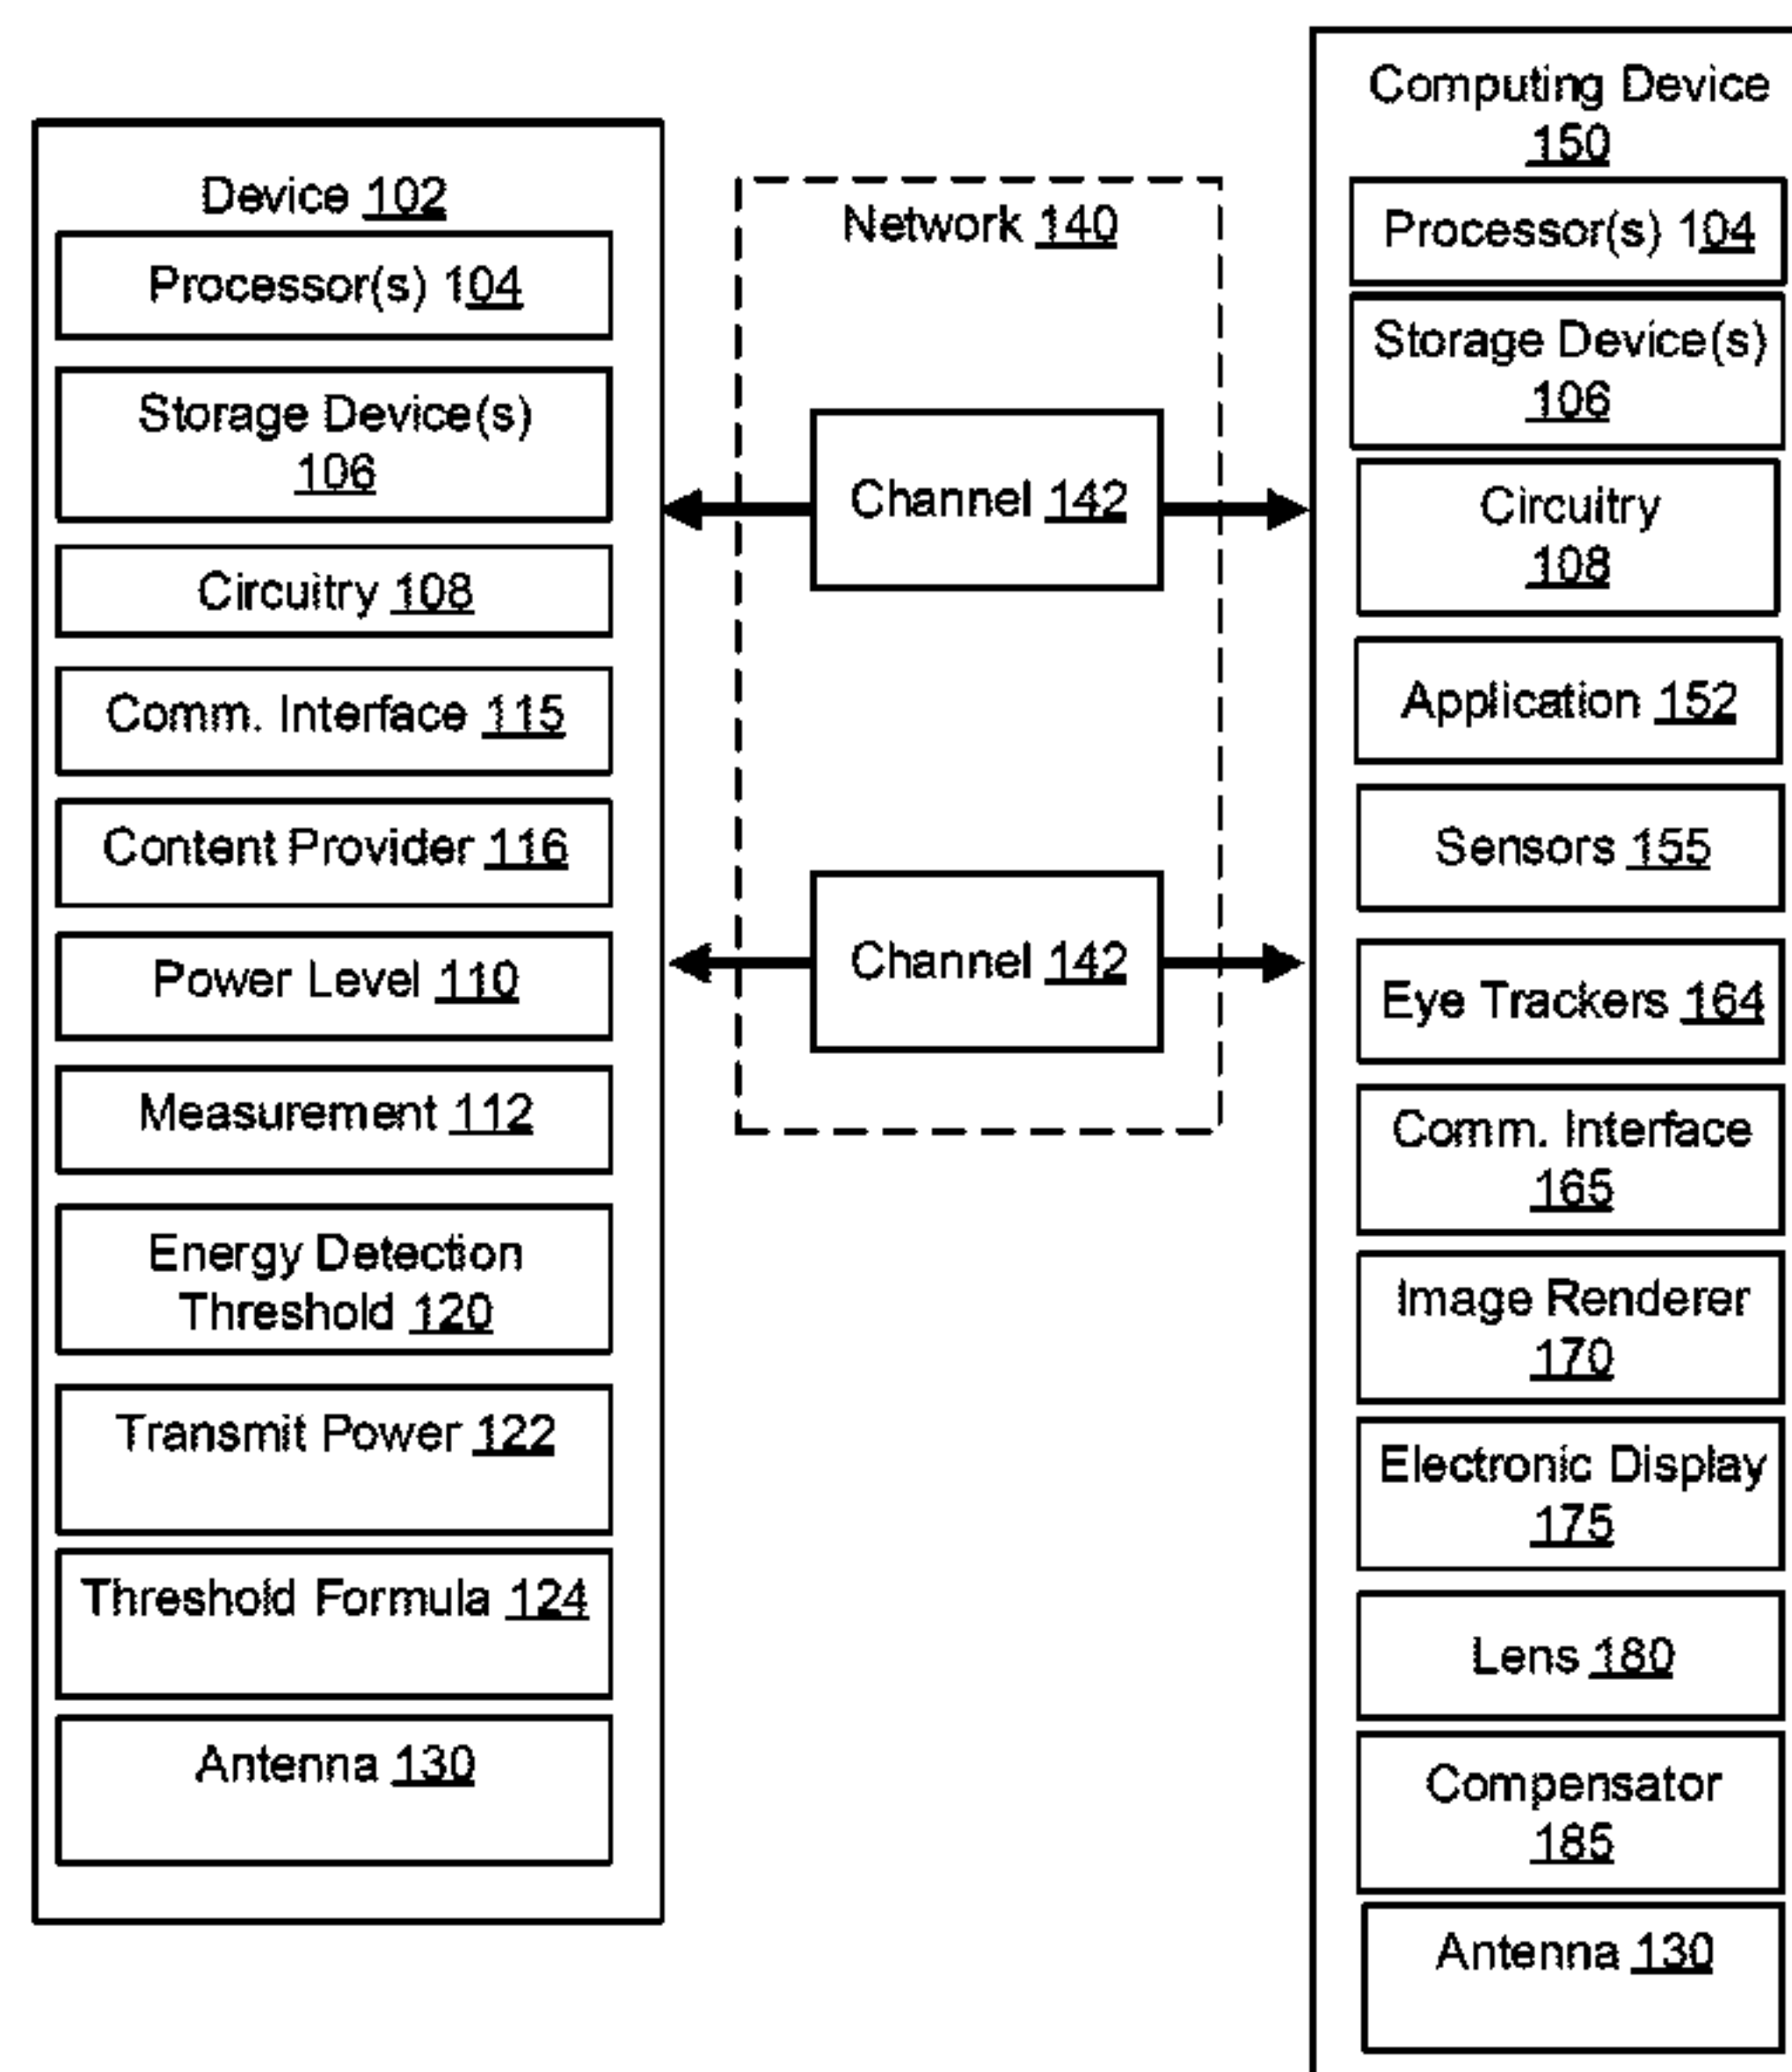 Device 102
Processor(s) 104
Storage Device(s)
106
Circuitry 108
Comm. Interface 115
Content Provider 116
Power Level 110
Measurement 112
Energy Detection
Threshold 120
Transmit Power 122
Threshold Formula 124
Antenna 130
Network 140
Channel 142
Channel 142
Computing Device
150
Processor(s) 104
Storage Device(s)
106
Circuitry
108
Application 152
Sensors 155
Eye Trackers 164
Comm. Interface
165
Image Renderer
170
Electronic Display
175
Lens 180
Compensator
185
Antenna 130